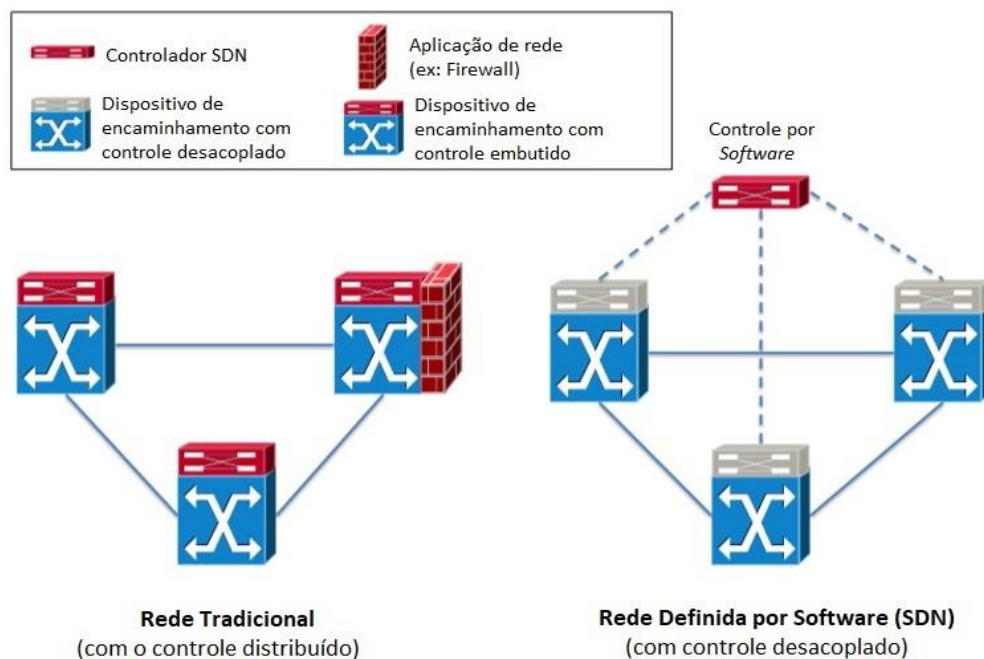 Controlador SDN
Aplicação de rede
(ex: Firewall)
Dispositivo de
encaminhamento com
controle desacoplado
Dispositivo de
encaminhamento com
controle embutido
Controle por
Software
Rede Tradicional
(com o controle distribuído)
Rede Definida por Software (SDN)
(com controle desacoplado)